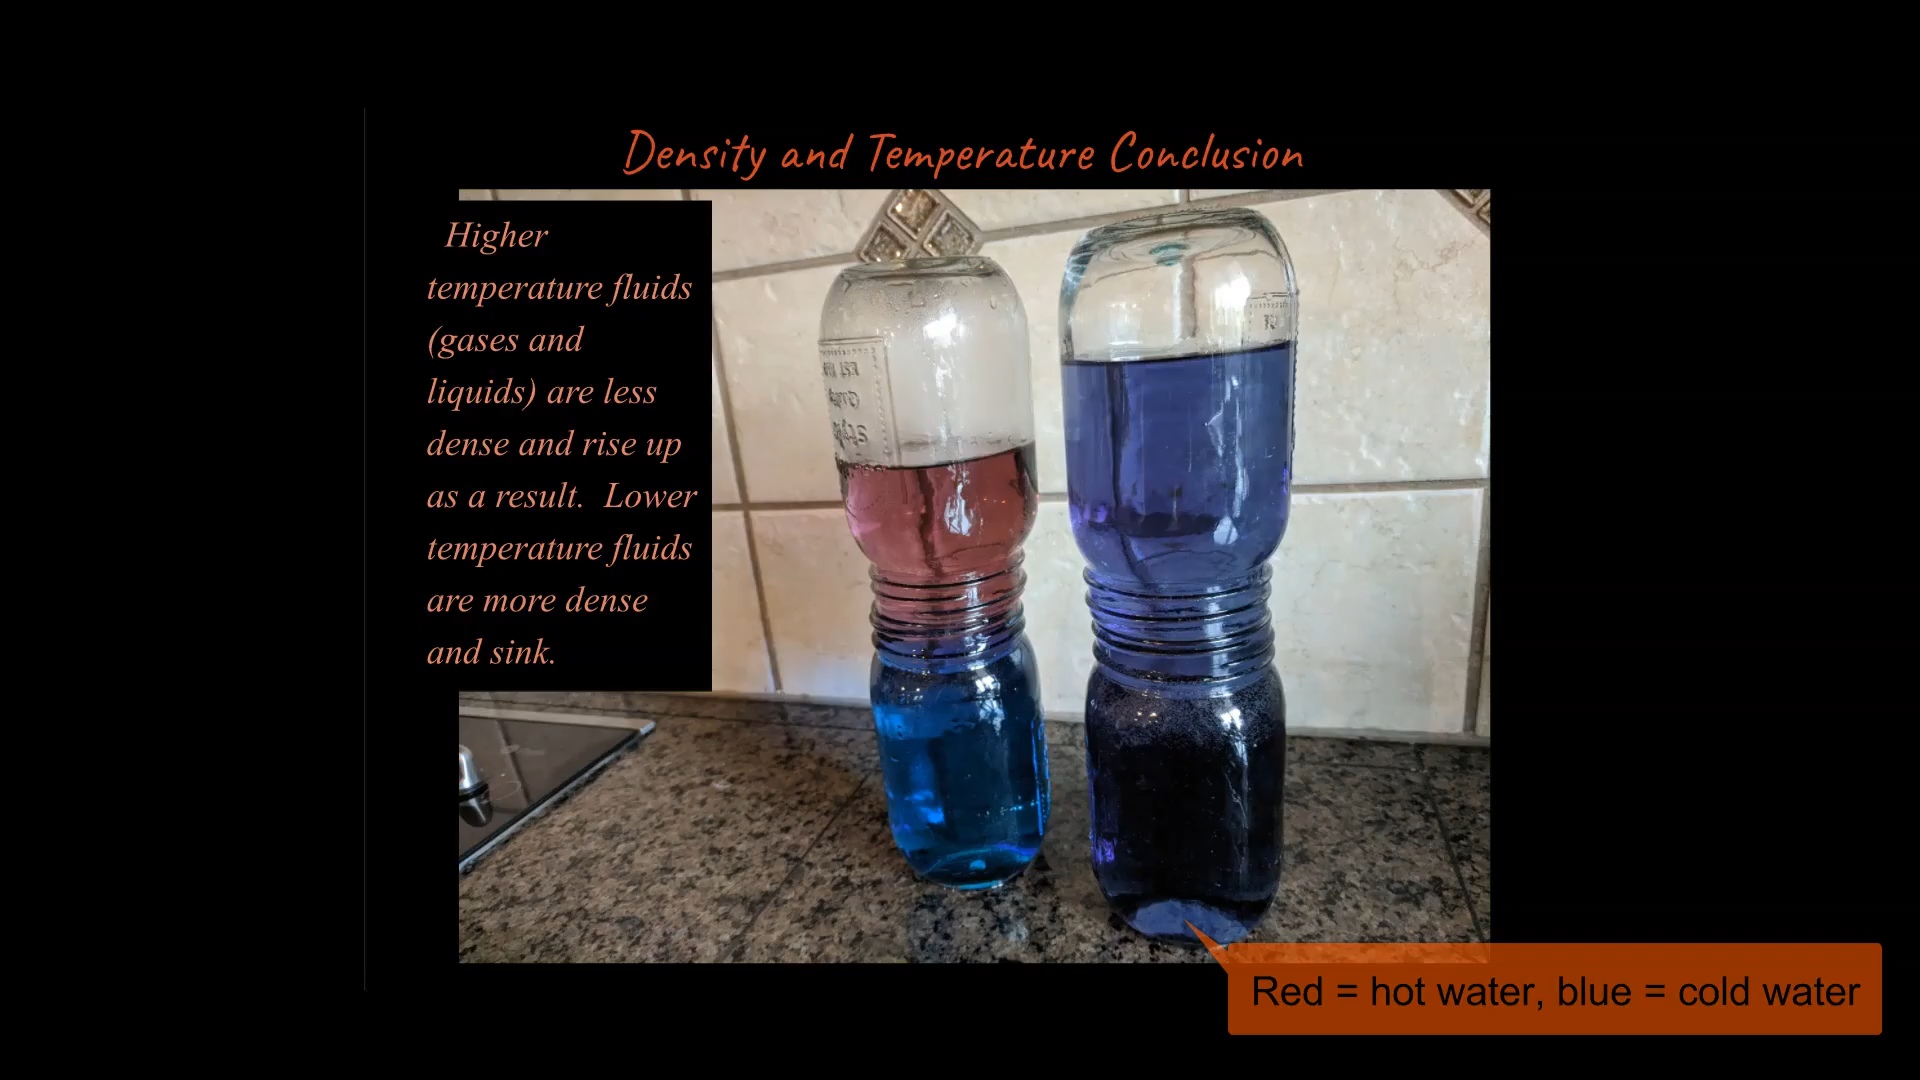 Density and Temperature Conclusion
Higher
temperature fluids
(gases and
liquids) are less
dense and rise up
as a result.  Lower
temperature fluids
are more dense
and sink.
Red = hot water, blue = cold water